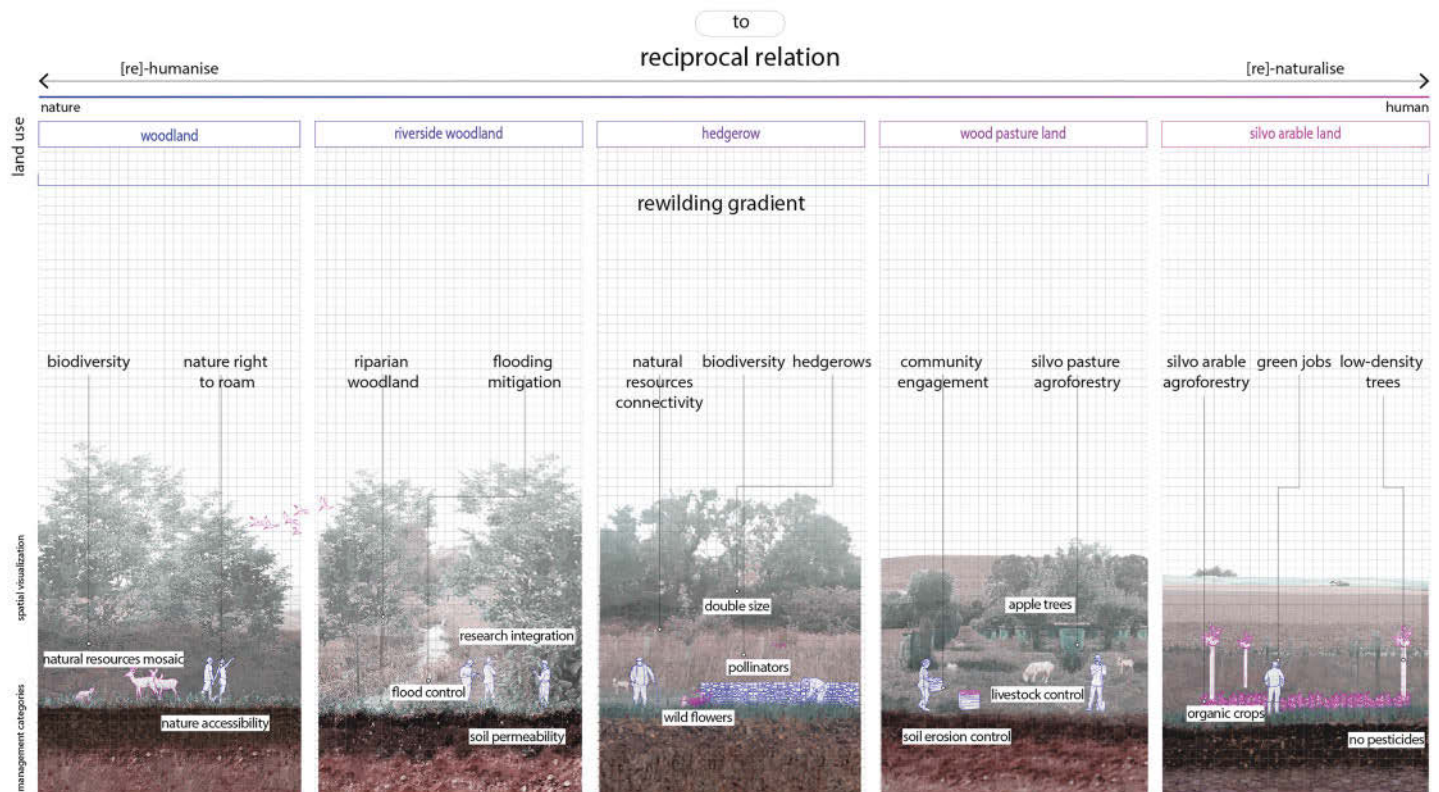 to
reciprocal relation
[re]-humanise
[re]-naturalise
nature
human
land use
woodland
riverside woodland
hedgerow
wood pasture land
silvo arable land
rewilding gradient
biodiversity
nature right
to roam
riparian
woodland
flooding
mitigation
natural
resources
connectivity
biodiversity
hedgerows
community
engagement
silvo pasture
agroforestry
silvo arable
agroforestry
green jobs
low-density
trees
spatial visualization
management categories
natural resources mosaic
nature accessibility
research integration
flood control
soil permeability
double size
pollinators
wild flowers
apple trees
livestock control
soil erosion control
organic crops
no pesticides